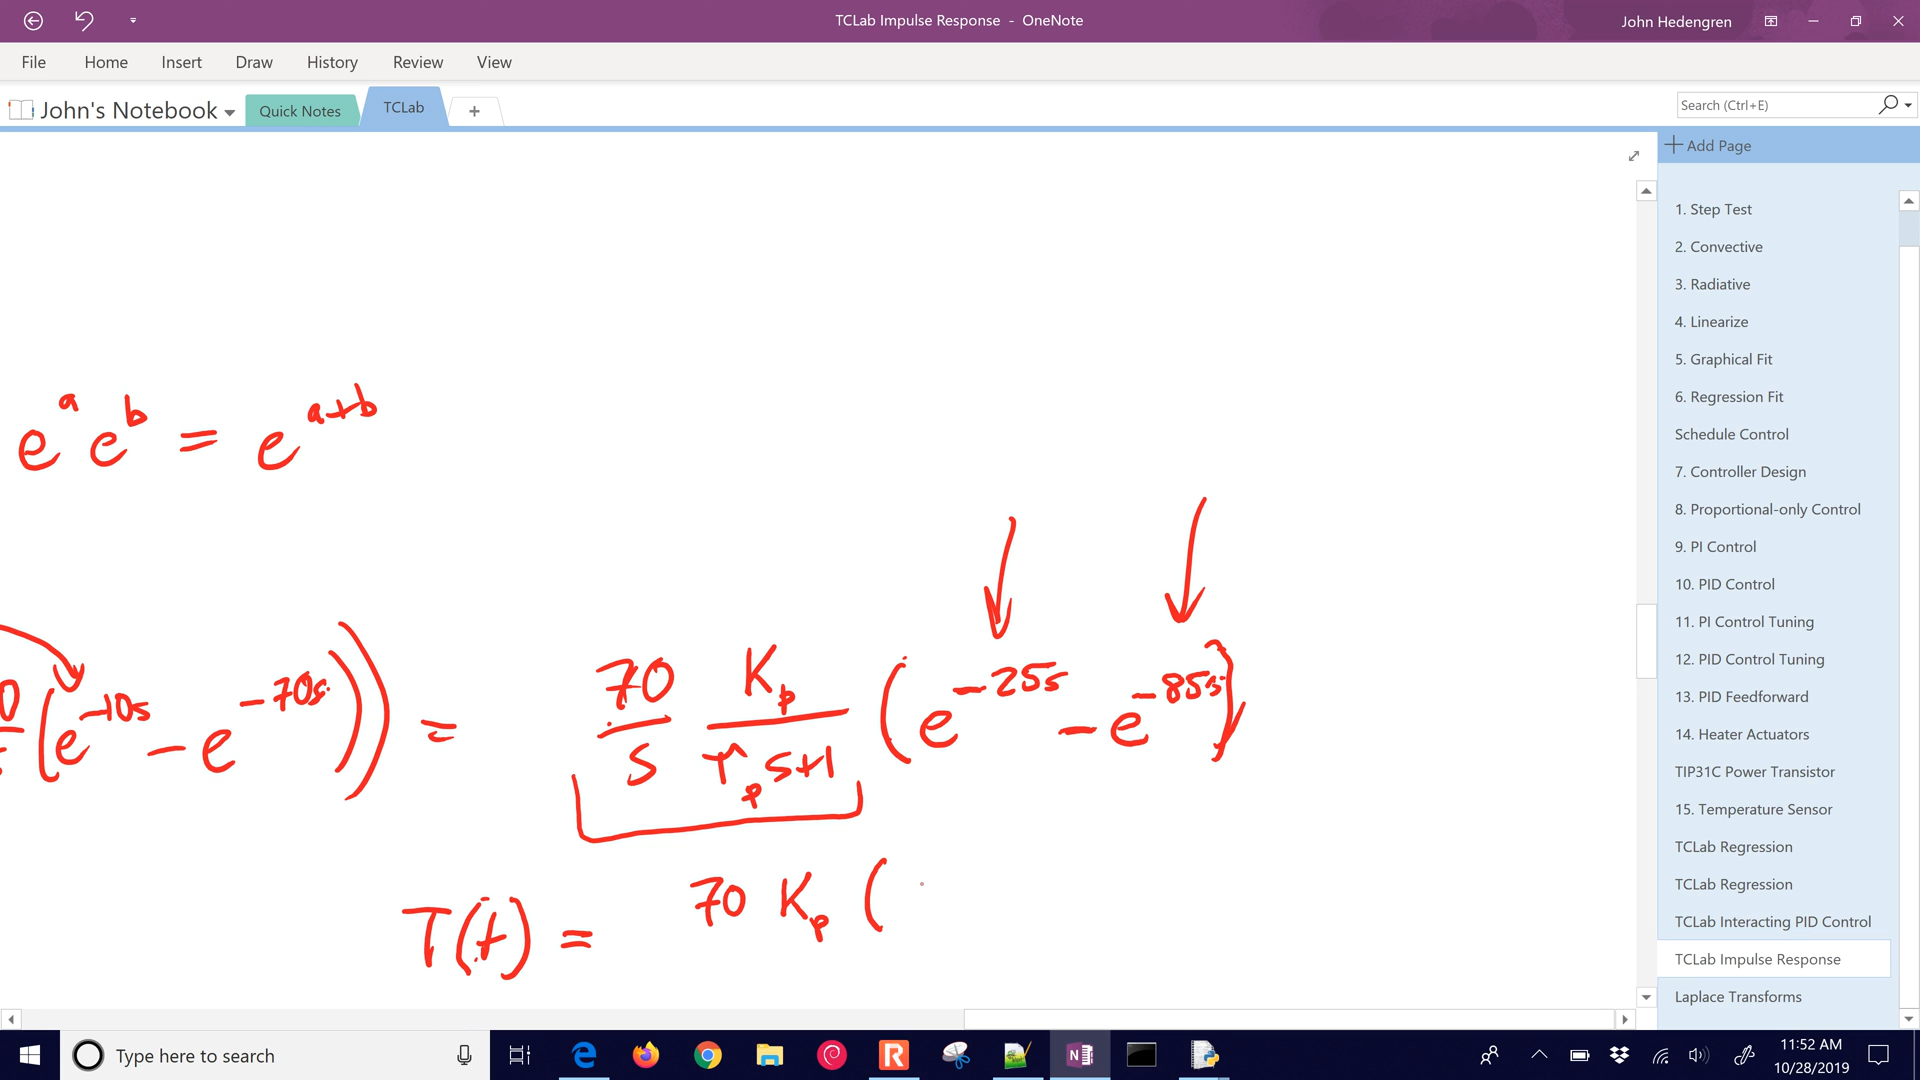 TCLab Impulse Response - OneNote
John Hedengren
File Home Insert Draw History View
John's Notebook
Quick Notes
TCLab
+
Search (Ctrl+E)
Add Page
1. Step Test
2. Convective
3. Radiative
4. Linearize
5. Graphical Fit
6. Regression Fit
Schedule Control
7. Controller Design
8. Proportional-only Control
9. PI Control
10. PID Control
11. PI Control Tuning
12. PID Control Tuning
13. PID Feedforward
14. Heater Actuators
TIP31C Power Transistor
15. Temperature Sensor
TCLab Regression
TCLab Regression
TCLab Interacting PID Control
TCLab Impulse Response
Laplace Transforms
e^a e^b = e^{a+b}
(e^{-10s} - e^{-70s})) = 70/s K_p/(τ_p s+1) (e^{-25s} - e^{-85s})
T(t) = 70 K_p (
Type here to search
11:52 AM
10/28/2019